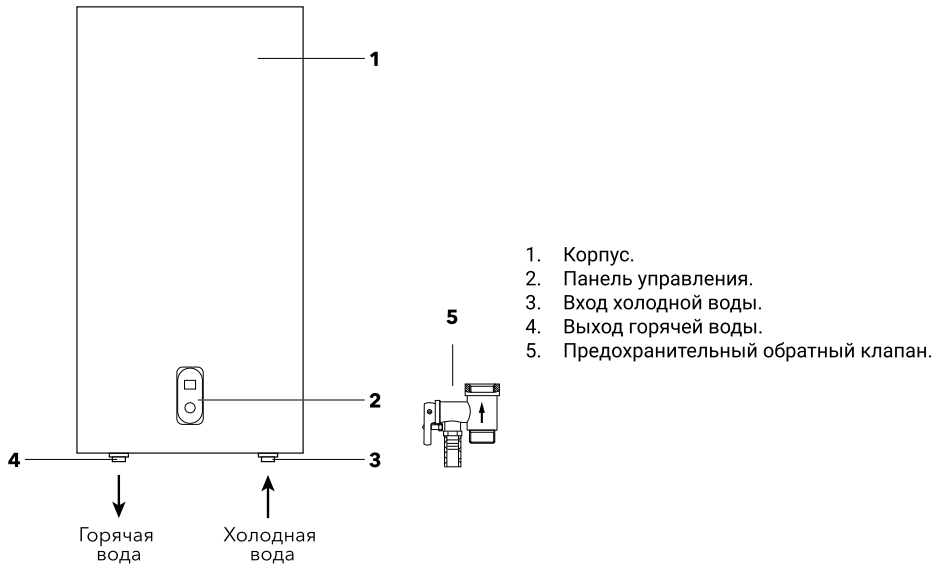 1
1. Корпус.
2. Панель управления.
3. Вход холодной воды.
4. Выход горячей воды.
5. Предохранительный обратный клапан.
5
2
4
3
Горячая
вода
Холодная
вода